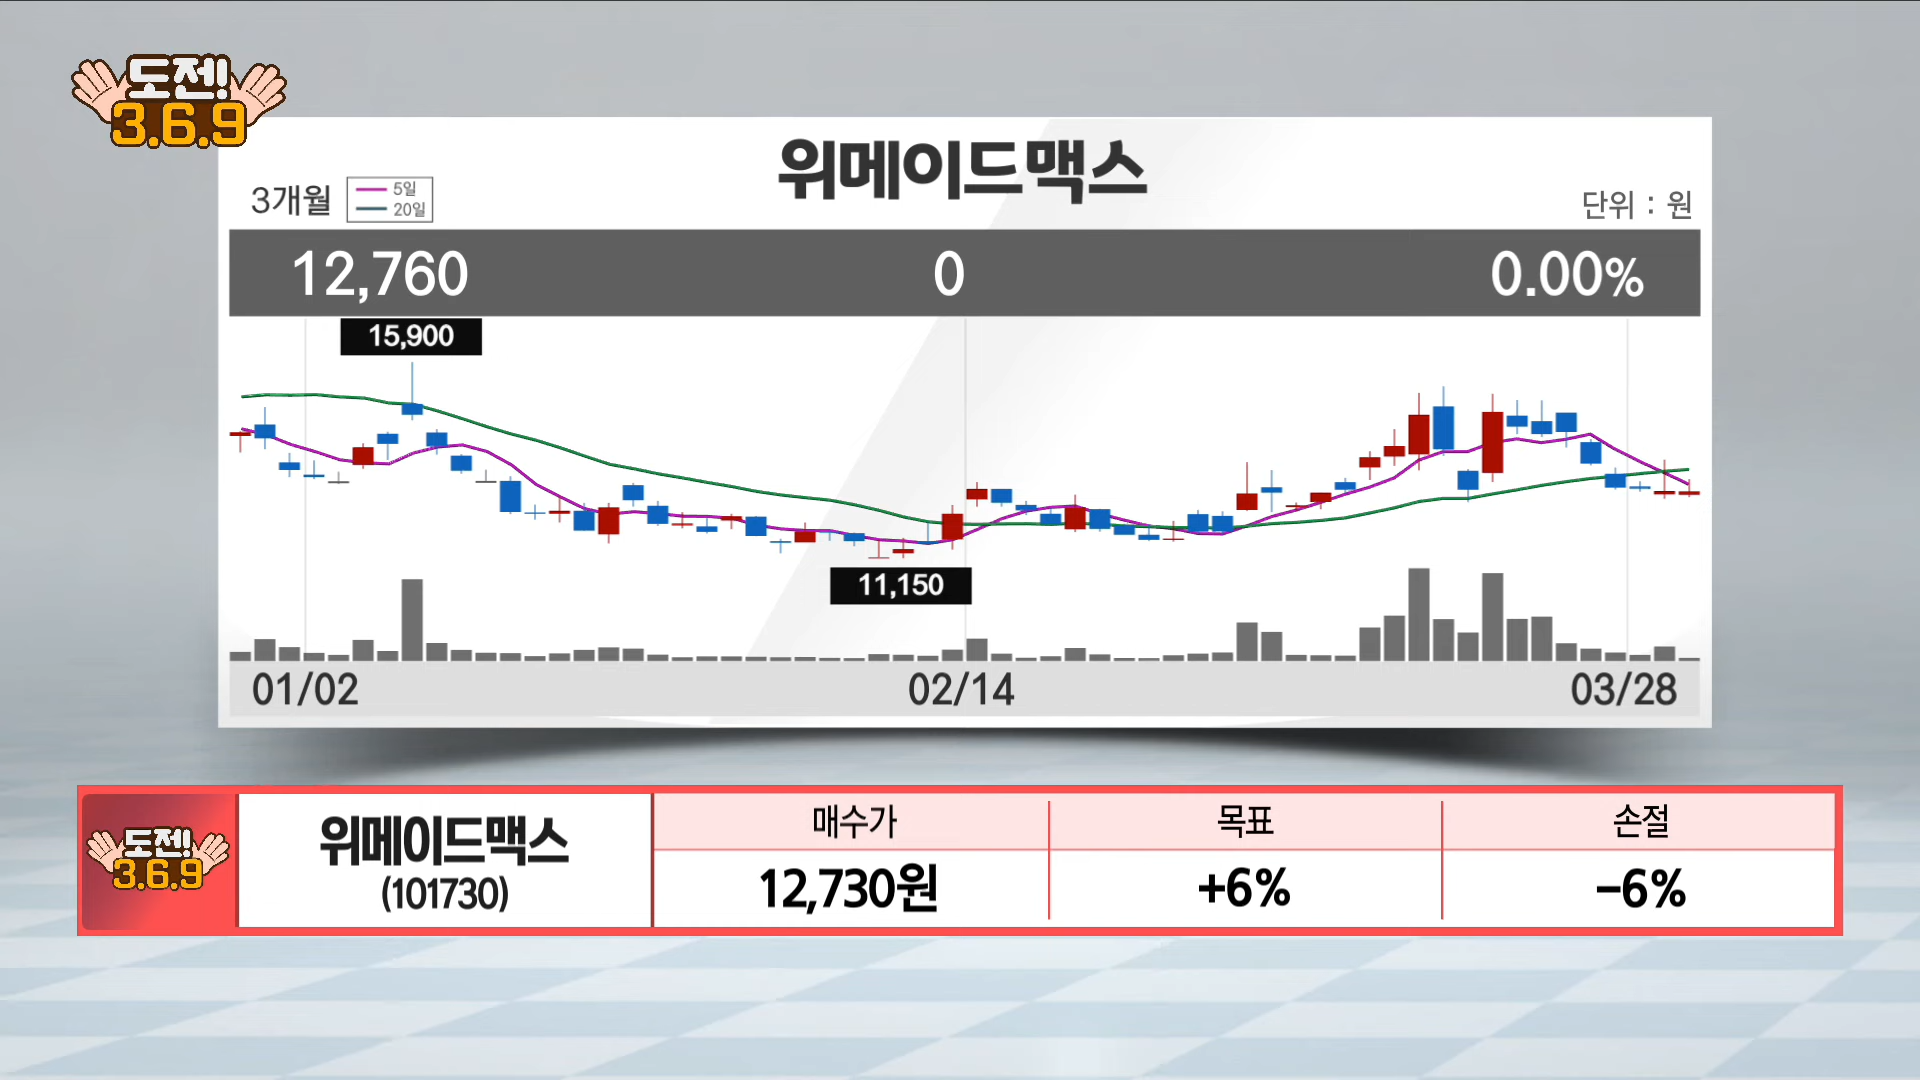 도젠!
3.6.9
위메이드맥스
3개월
5일
20일
단위 : 원
12,760 0 0.00%
15,900
11,150
01/02 02/14 03/28
도젠!
3.6.9
위메이드맥스
(101730)
매수가 목표 손절
12,730원 +6% -6%